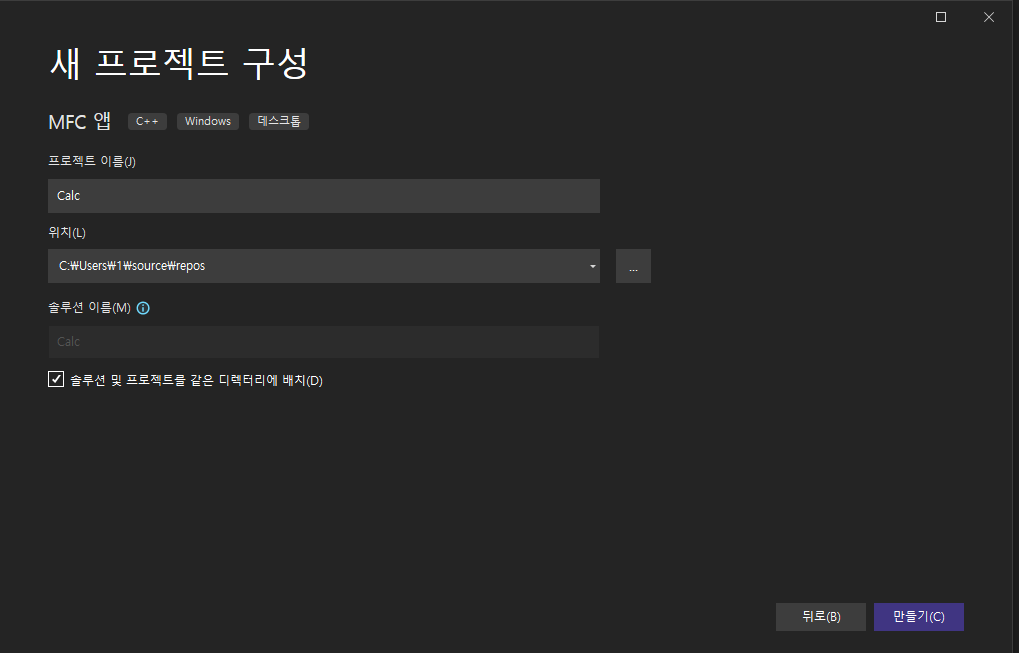 새 프로젝트 구성
MFC 앱 C++ Windows 데스크톱
프로젝트 이름(J)
Calc
위치(L)
C:₩Users₩1₩source₩repos
...
솔루션 이름(M)
Calc
솔루션 및 프로젝트를 같은 디렉터리에 배치(D)
뒤로(B) 만들기(C)